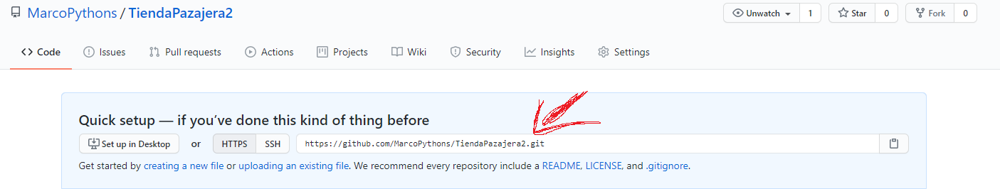 MarcoPythons / TiendaPazajera2
Unwatch 1 Star 0 Fork 0
Code Issues Pull requests Actions Projects Wiki Security Insights Settings
Quick setup — if you’ve done this kind of thing before
Set up in Desktop or HTTPS SSH https://github.com/MarcoPythons/TiendaPazajera2.git
Get started by creating a new file or uploading an existing file. We recommend every repository include a README, LICENSE, and .gitignore.